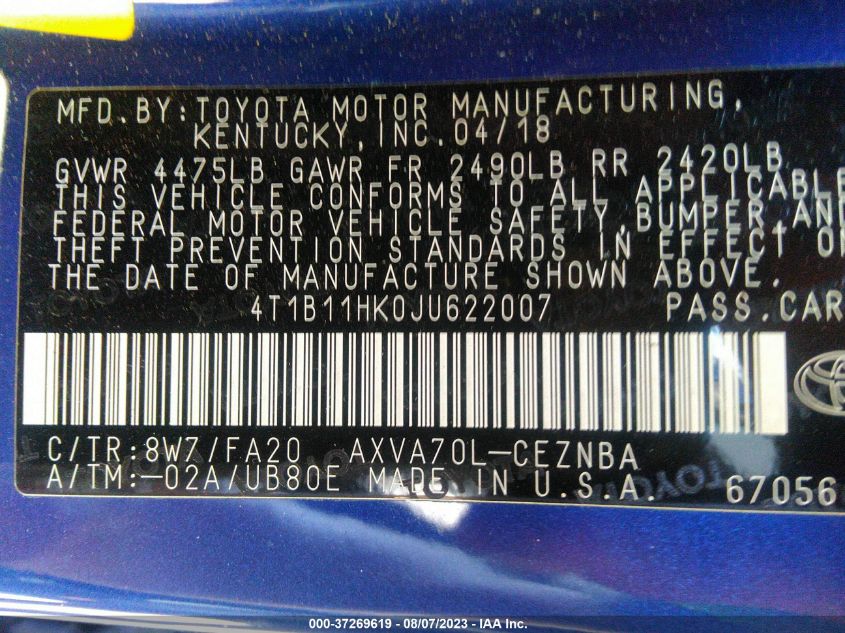 MFD. BY: TOYOTA MOTOR MANUFACTURING,
KENTUCKY, INC. 04/18
GVWR 4475LB GAWR FR 2490LB RR 2420LB
THIS VEHICLE CONFORMS TO ALL APPLICABLE
FEDERAL MOTOR VEHICLE SAFETY, BUMPER, AND
THEFT PREVENTION STANDARDS IN EFFECT ON
THE DATE OF MANUFACTURE SHOWN ABOVE.
4T1B11HK0JU622007 PASS. CAR
C/TR: 8W7/FA20 AXVA70L-CEZNBA
A/TM: -02A/UB80E MADE IN U.S.A. 67056
000-37269619 - 08/07/2023 - IAA Inc.